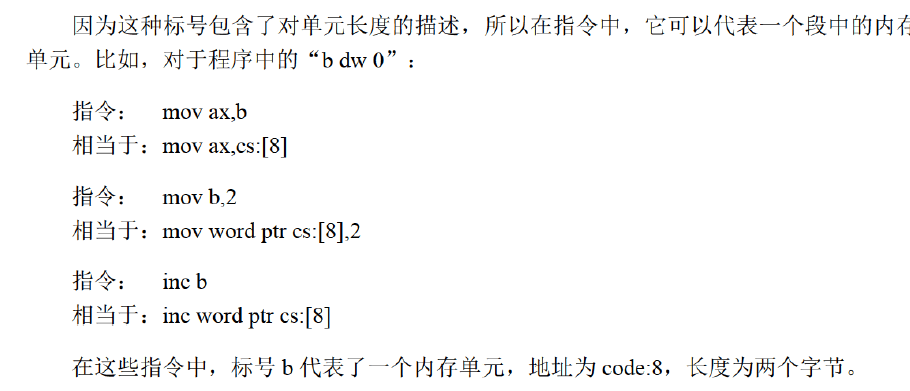 因为这种标号包含了对单元长度的描述，所以在指令中，它可以代表一个段中的内存
单元。比如，对于程序中的“b dw 0”：
指令： mov ax,b
相当于：mov ax,cs:[8]
指令： mov b,2
相当于：mov word ptr cs:[8],2
指令： inc b
相当于：inc word ptr cs:[8]
在这些指令中，标号 b 代表了一个内存单元，地址为 code:8，长度为两个字节。